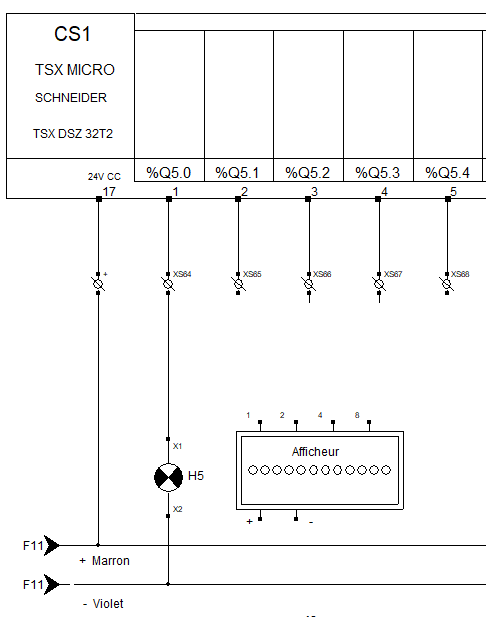 CS1
TSX MICRO
SCHNEIDER
TSX DSZ 32T2
24V CC %Q5.0 %Q5.1 %Q5.2 %Q5.3 %Q5.4
17 1 2 3 4 5
+ XS64 XS65 XS66 XS67 XS68
1 2 4 8
X1
Afficheur
H5
X2
+ -
F11
+ Marron
F11
- Violet